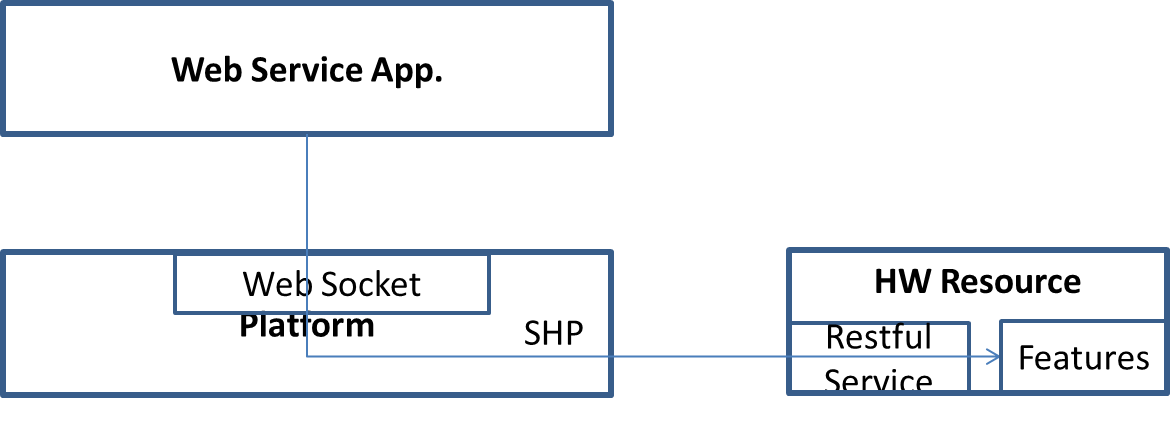 Web Service App.
Web Socket
Platform
SHP
HW Resource
Restful
Service
Features